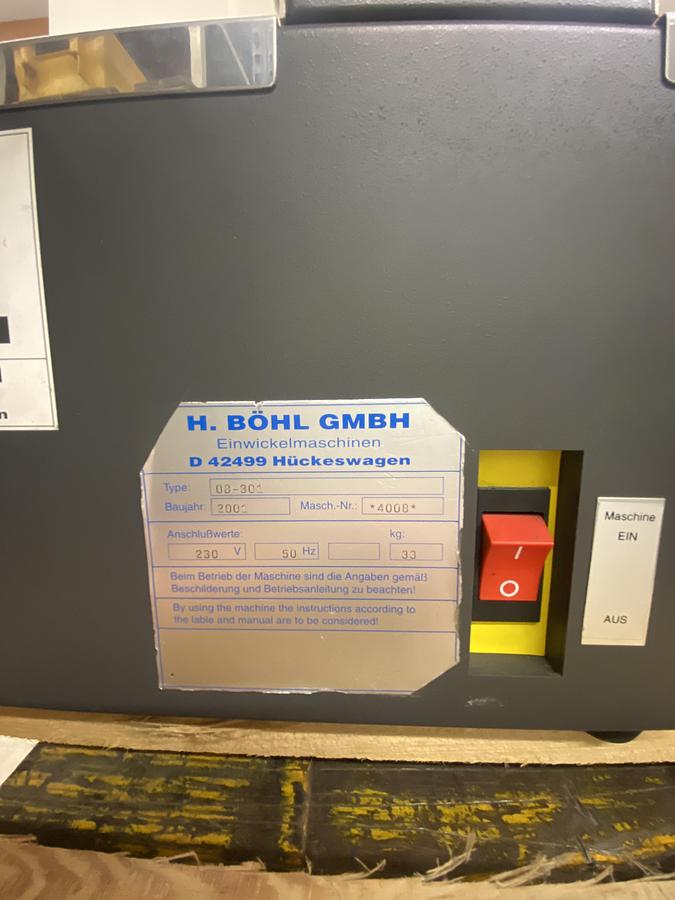 n
H. BÖHL GMBH
Einwickelmaschinen
D 42499 Hückeswagen
Type:
Baujahr: Masch.-Nr.: *4008*
Anschlußwerte: kg:
230 V 50 Hz 33
Beim Betrieb der Maschine sind die Angaben gemäß
Beschilderung und Betriebsanleitung zu beachten!
By using the machine the instructions according to
the lable and manual are to be considered!
I
O
Maschine
EIN
AUS